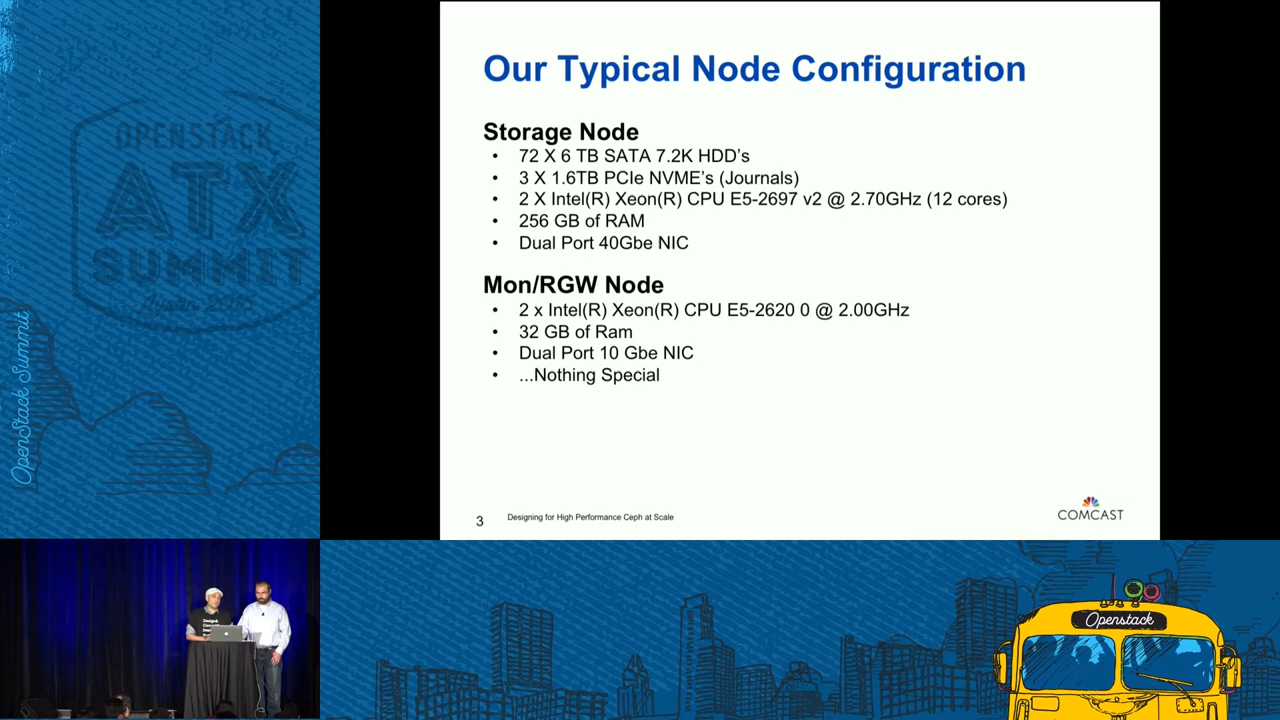 OPENSTACK
ATX
SUMMIT
OpenStack Summit
Our Typical Node Configuration
Storage Node
• 72 X 6 TB SATA 7.2K HDD's
• 3 X 1.6TB PCIe NVME's (Journals)
• 2 X Intel(R) Xeon(R) CPU E5-2697 v2 @ 2.70GHz (12 cores)
• 256 GB of RAM
• Dual Port 40Gbe NIC
Mon/RGW Node
• 2 x Intel(R) Xeon(R) CPU E5-2620 0 @ 2.00GHz
• 32 GB of Ram
• Dual Port 10 Gbe NIC
• ...Nothing Special
3
Designing for High Performance Ceph at Scale
COMCAST
Openstack